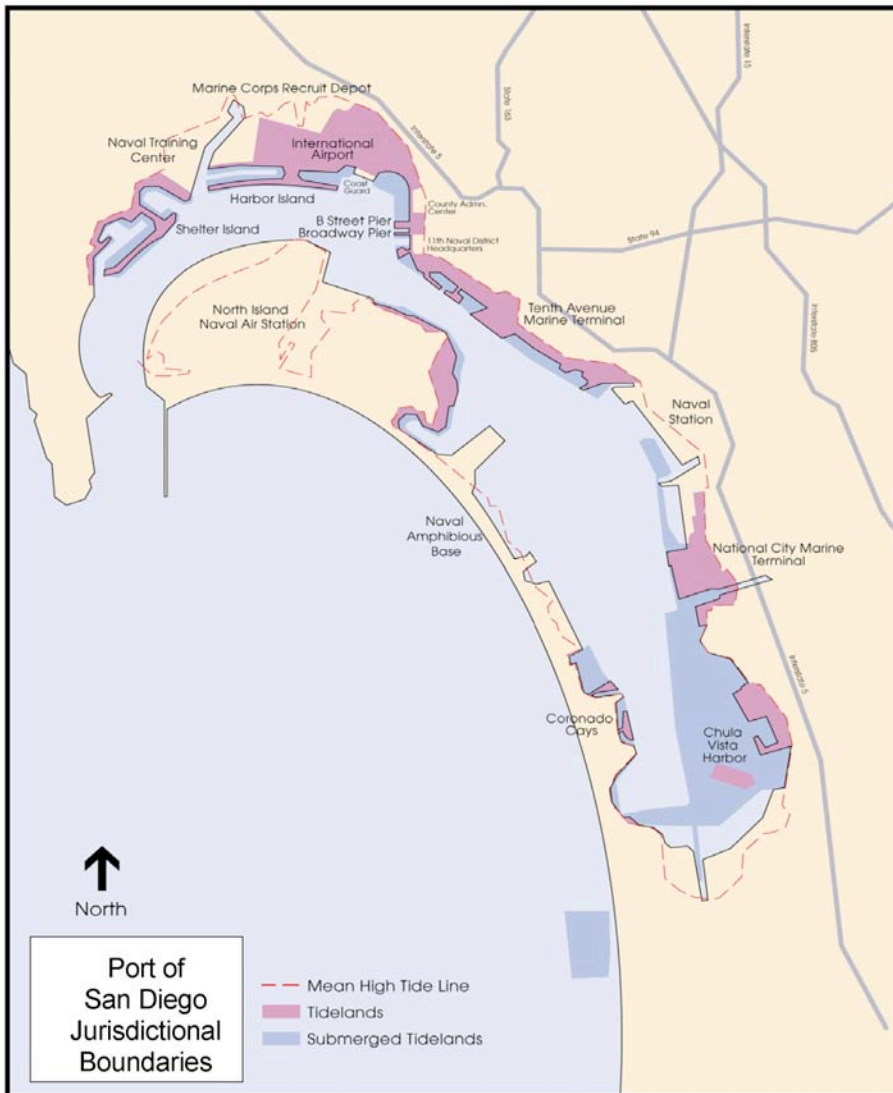 Interstate 15
Marine Corps Recruit Depot
State 163
Naval Training
Center
Interstate 5
International
Airport
Coast
Guard
Harbor Island
County Admn.
Center
B Street Pier
Broadway Pier
Shelter Island
11th Naval District
Headquarters
State 94
North Island
Naval Air Station
Tenth Avenue
Marine Terminal
Interstate 805
Naval
Station
Naval
Amphibious
Base
National City Marine
Terminal
Interstate 5
Coronado
Cays
Chula
Vista
Harbor
North
Port of
San Diego
Jurisdictional
Boundaries
Mean High Tide Line
Tidelands
Submerged Tidelands